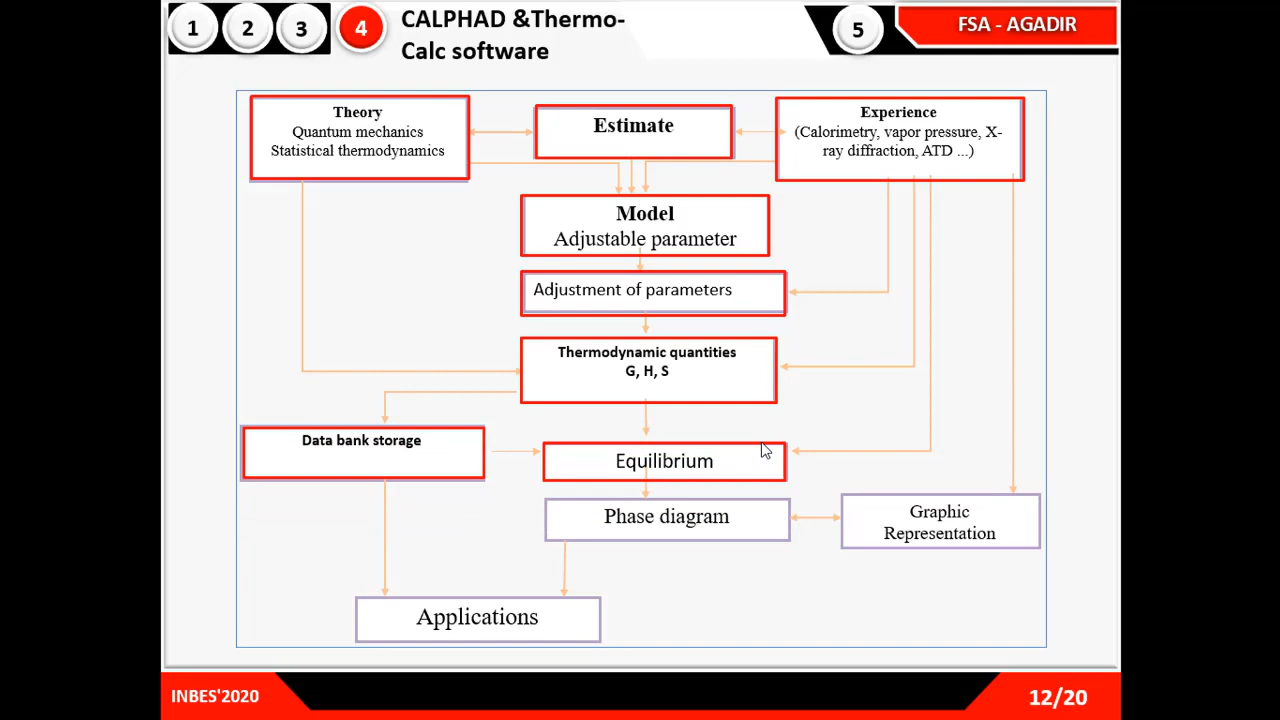 1 2 3 4
CALPHAD &Thermo-
Calc software
5
FSA - AGADIR
Theory
Quantum mechanics
Statistical thermodynamics
Estimate
Experience
(Calorimetry, vapor pressure, X-
ray diffraction, ATD ...)
Model
Adjustable parameter
Adjustment of parameters
Thermodynamic quantities
G, H, S
Data bank storage
Equilibrium
Phase diagram
Graphic
Representation
Applications
INBES'2020
12/20